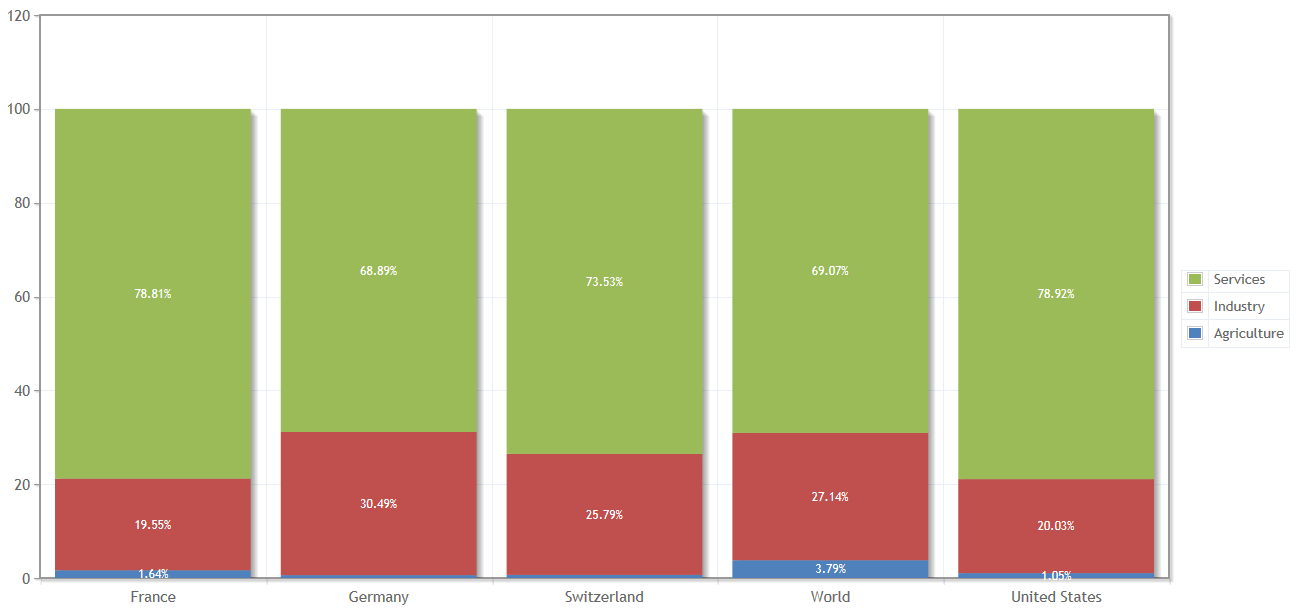 120
100
80
60
40
20
0
78.81%
68.89%
73.53%
69.07%
78.92%
19.55%
30.49%
25.79%
27.14%
20.03%
1.64%
3.79%
1.05%
France
Germany
Switzerland
World
United States
Services
Industry
Agriculture